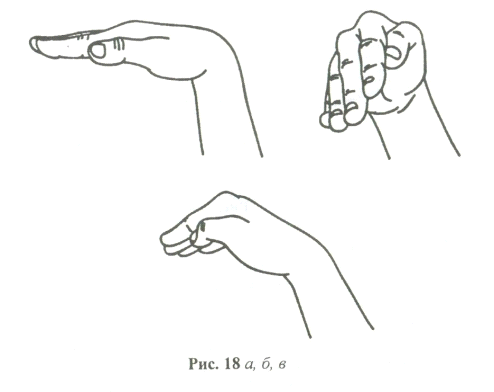 Рис. 18 а, б, в